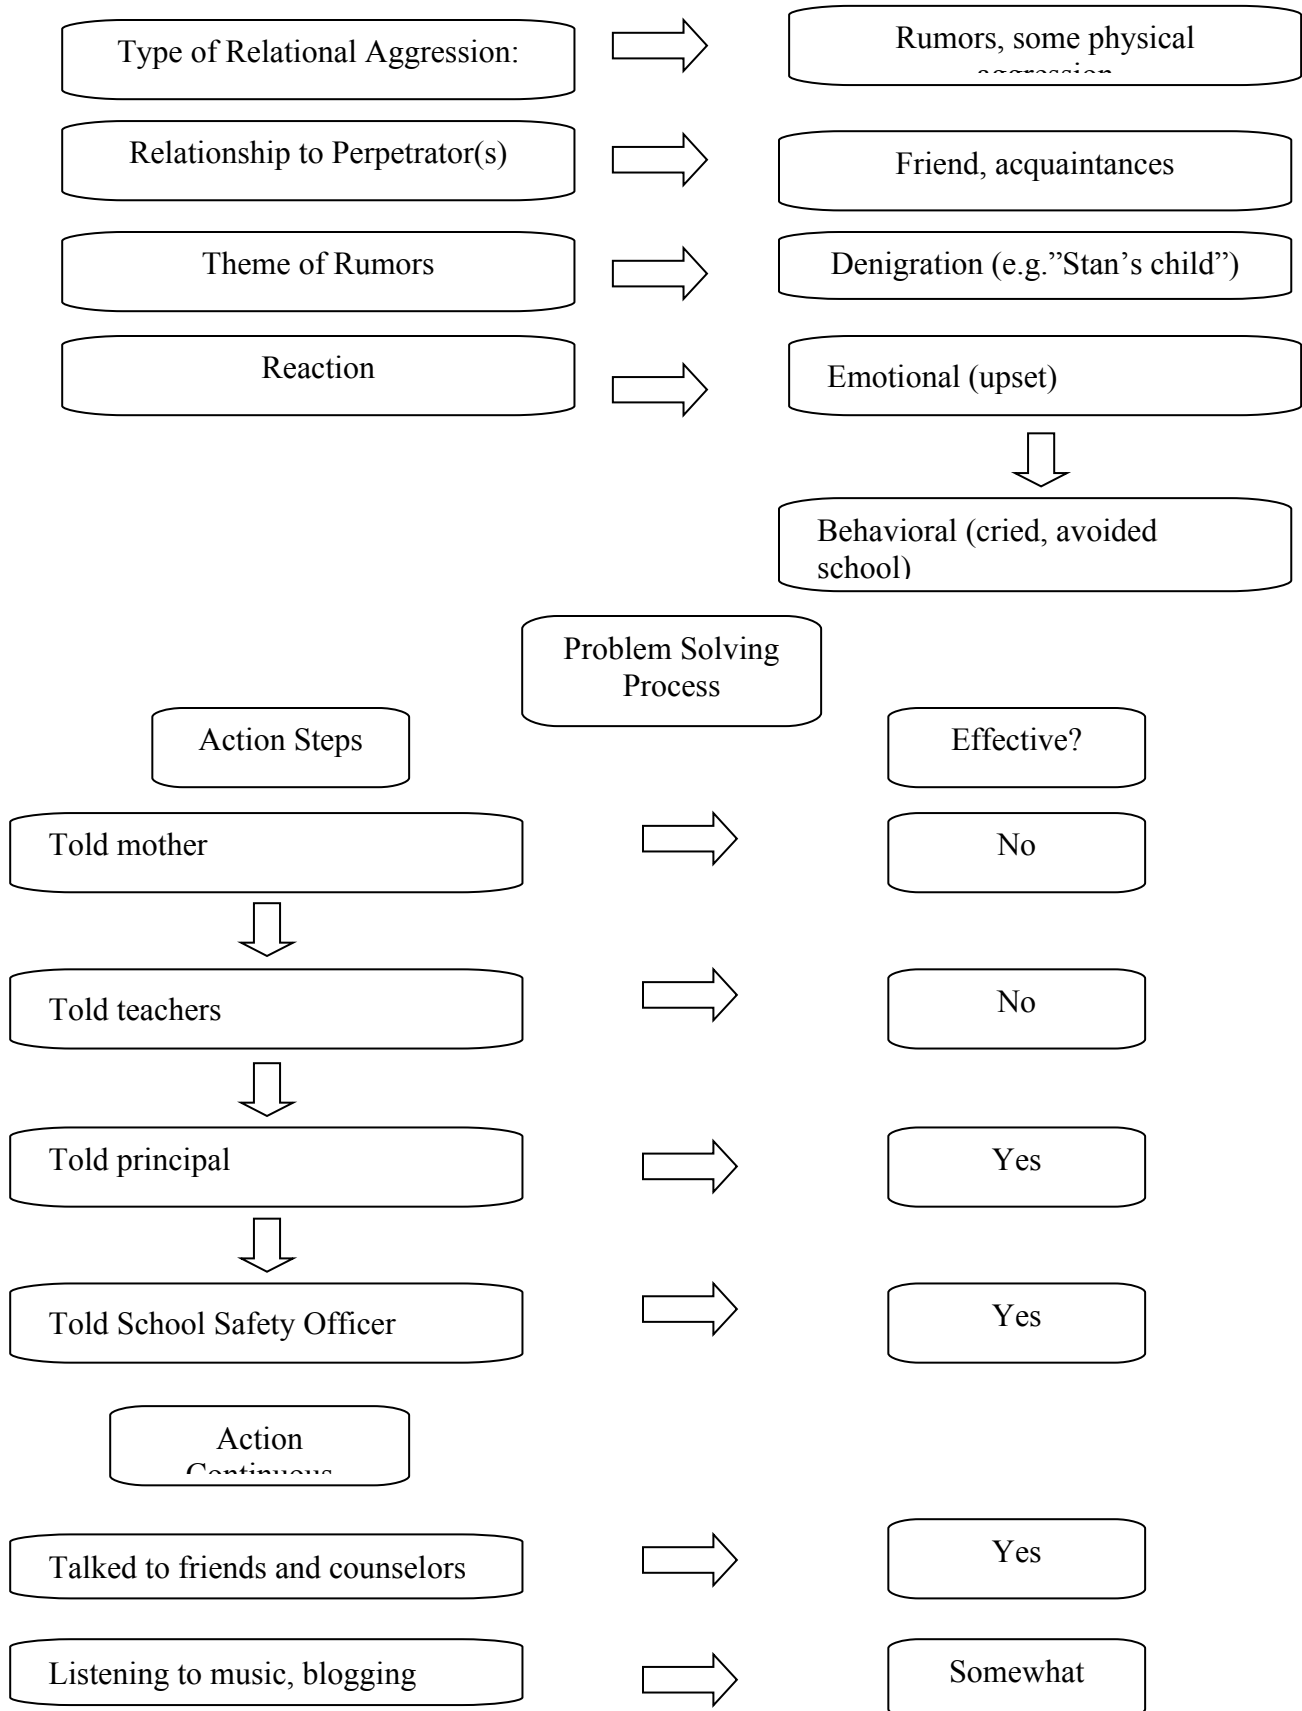 Type of Relational Aggression:
Rumors, some physical
aggression
Relationship to Perpetrator(s)
Friend, acquaintances
Theme of Rumors
Denigration (e.g.”Stan’s child”)
Reaction
Emotional (upset)
Behavioral (cried, avoided
school)
Problem Solving
Process
Action Steps
Effective?
Told mother
No
Told teachers
No
Told principal
Yes
Told School Safety Officer
Yes
Action
Continuous
Talked to friends and counselors
Yes
Listening to music, blogging
Somewhat